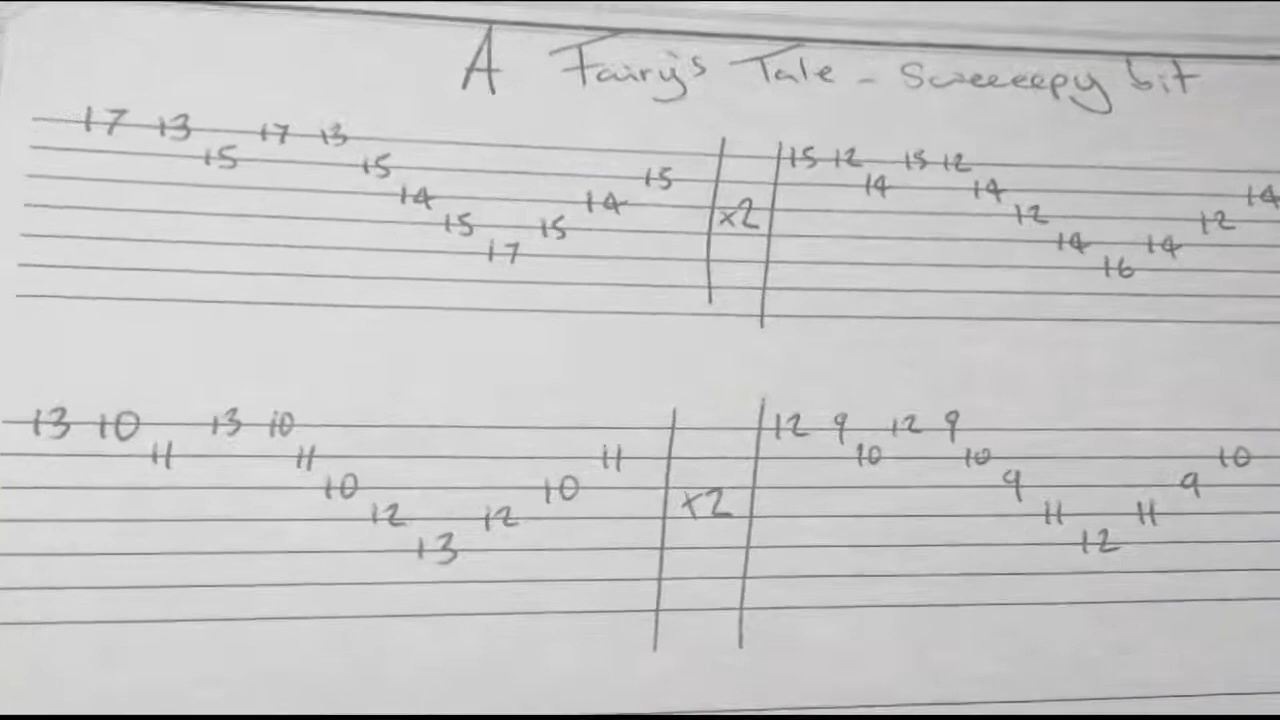 A Fairy's Tale - Sweeeepy bit
17 13 17 13 15 12 15 12
15 15 15 14 14 14
14 14 x2 12 12
15 15 14 14
17 16
13 10 13 10 12 9 12 9
11 11 11 10 10 10
10 10 x2 9 9
12 12 11 11
13 12